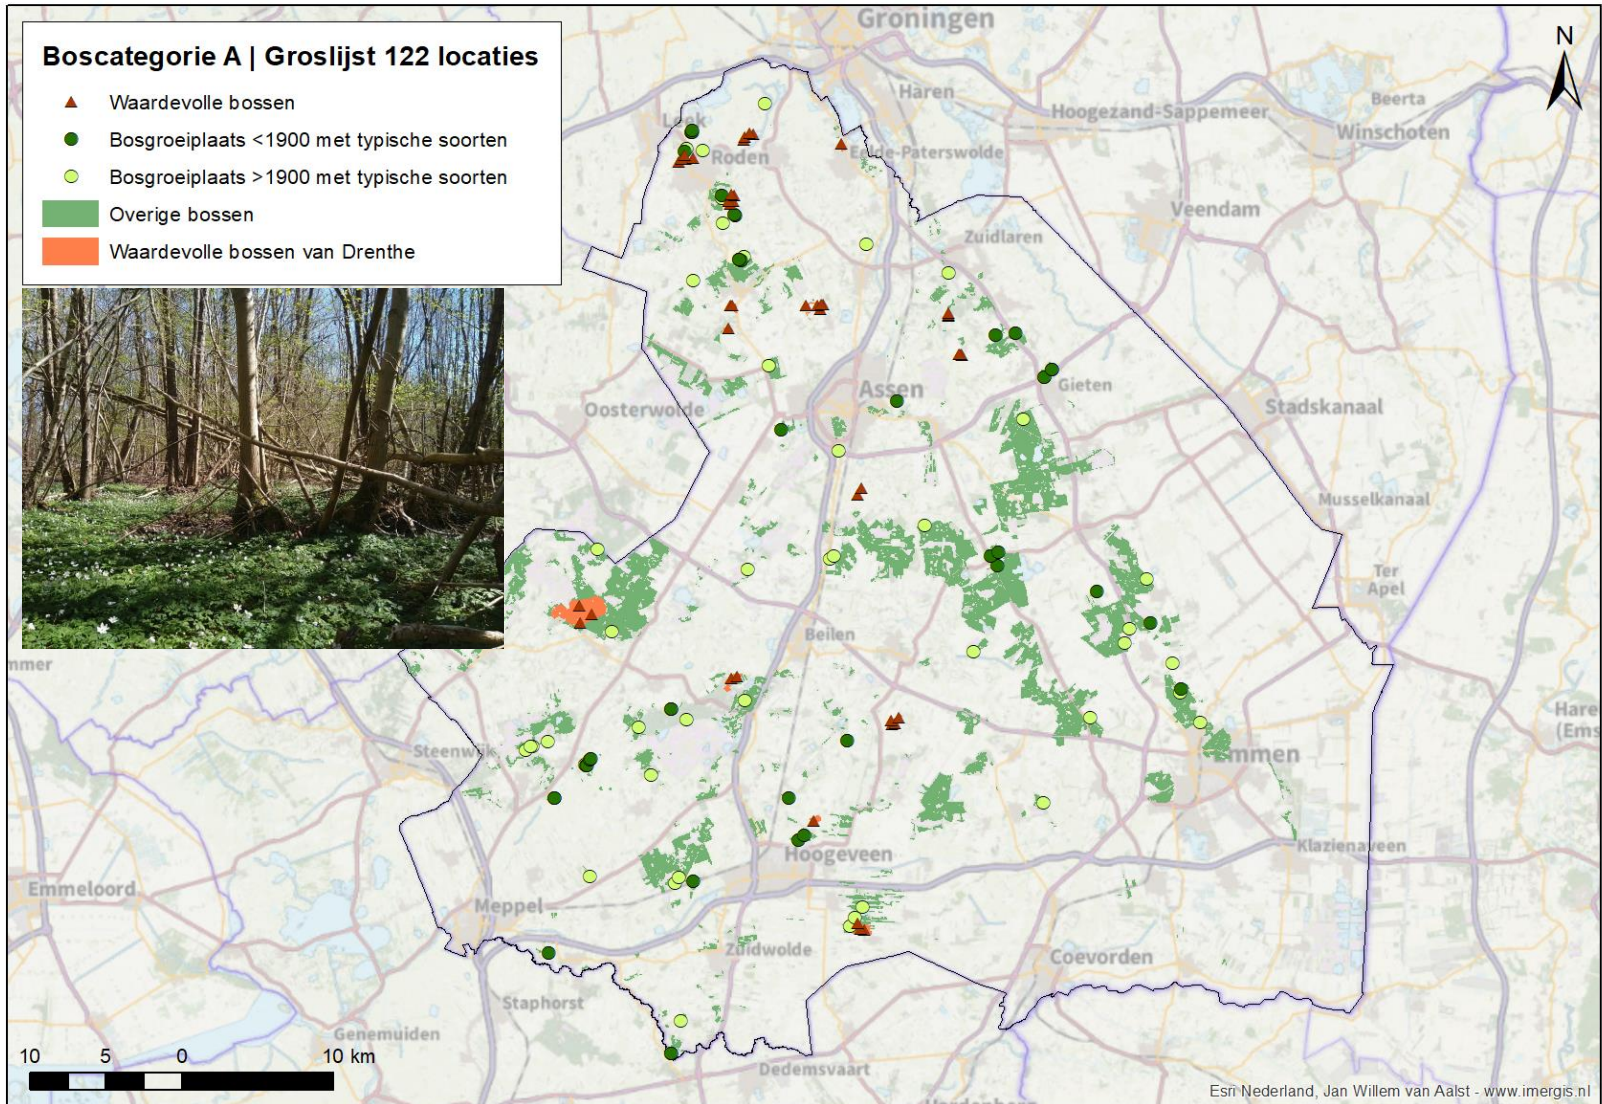 Boscategorie A | Groslijst 122 locaties
Waardevolle bossen
Bosgroeiplaats <1900 met typische soorten
Bosgroeiplaats >1900 met typische soorten
Overige bossen
Waardevolle bossen van Drenthe
N
Groningen
Haren
Hoogezand-Sappemeer
Beerta
Winschoten
Leek
Roden
Eelde-Paterswolde
Veendam
Zuidlaren
Assen
Gieten
Oosterwolde
Stadskanaal
Musselkanaal
Ter
Apel
Beilen
mmer
Hare
(Ems
Steenwijk
Emmen
Klazienaveen
Hoogeveen
Emmeloord
Meppel
Zuidwolde
Coevorden
Staphorst
Genemuiden
Dedemsvaart
10 5 0 10 km
Esri Nederland, Jan Willem van Aalst - www.imergis.nl